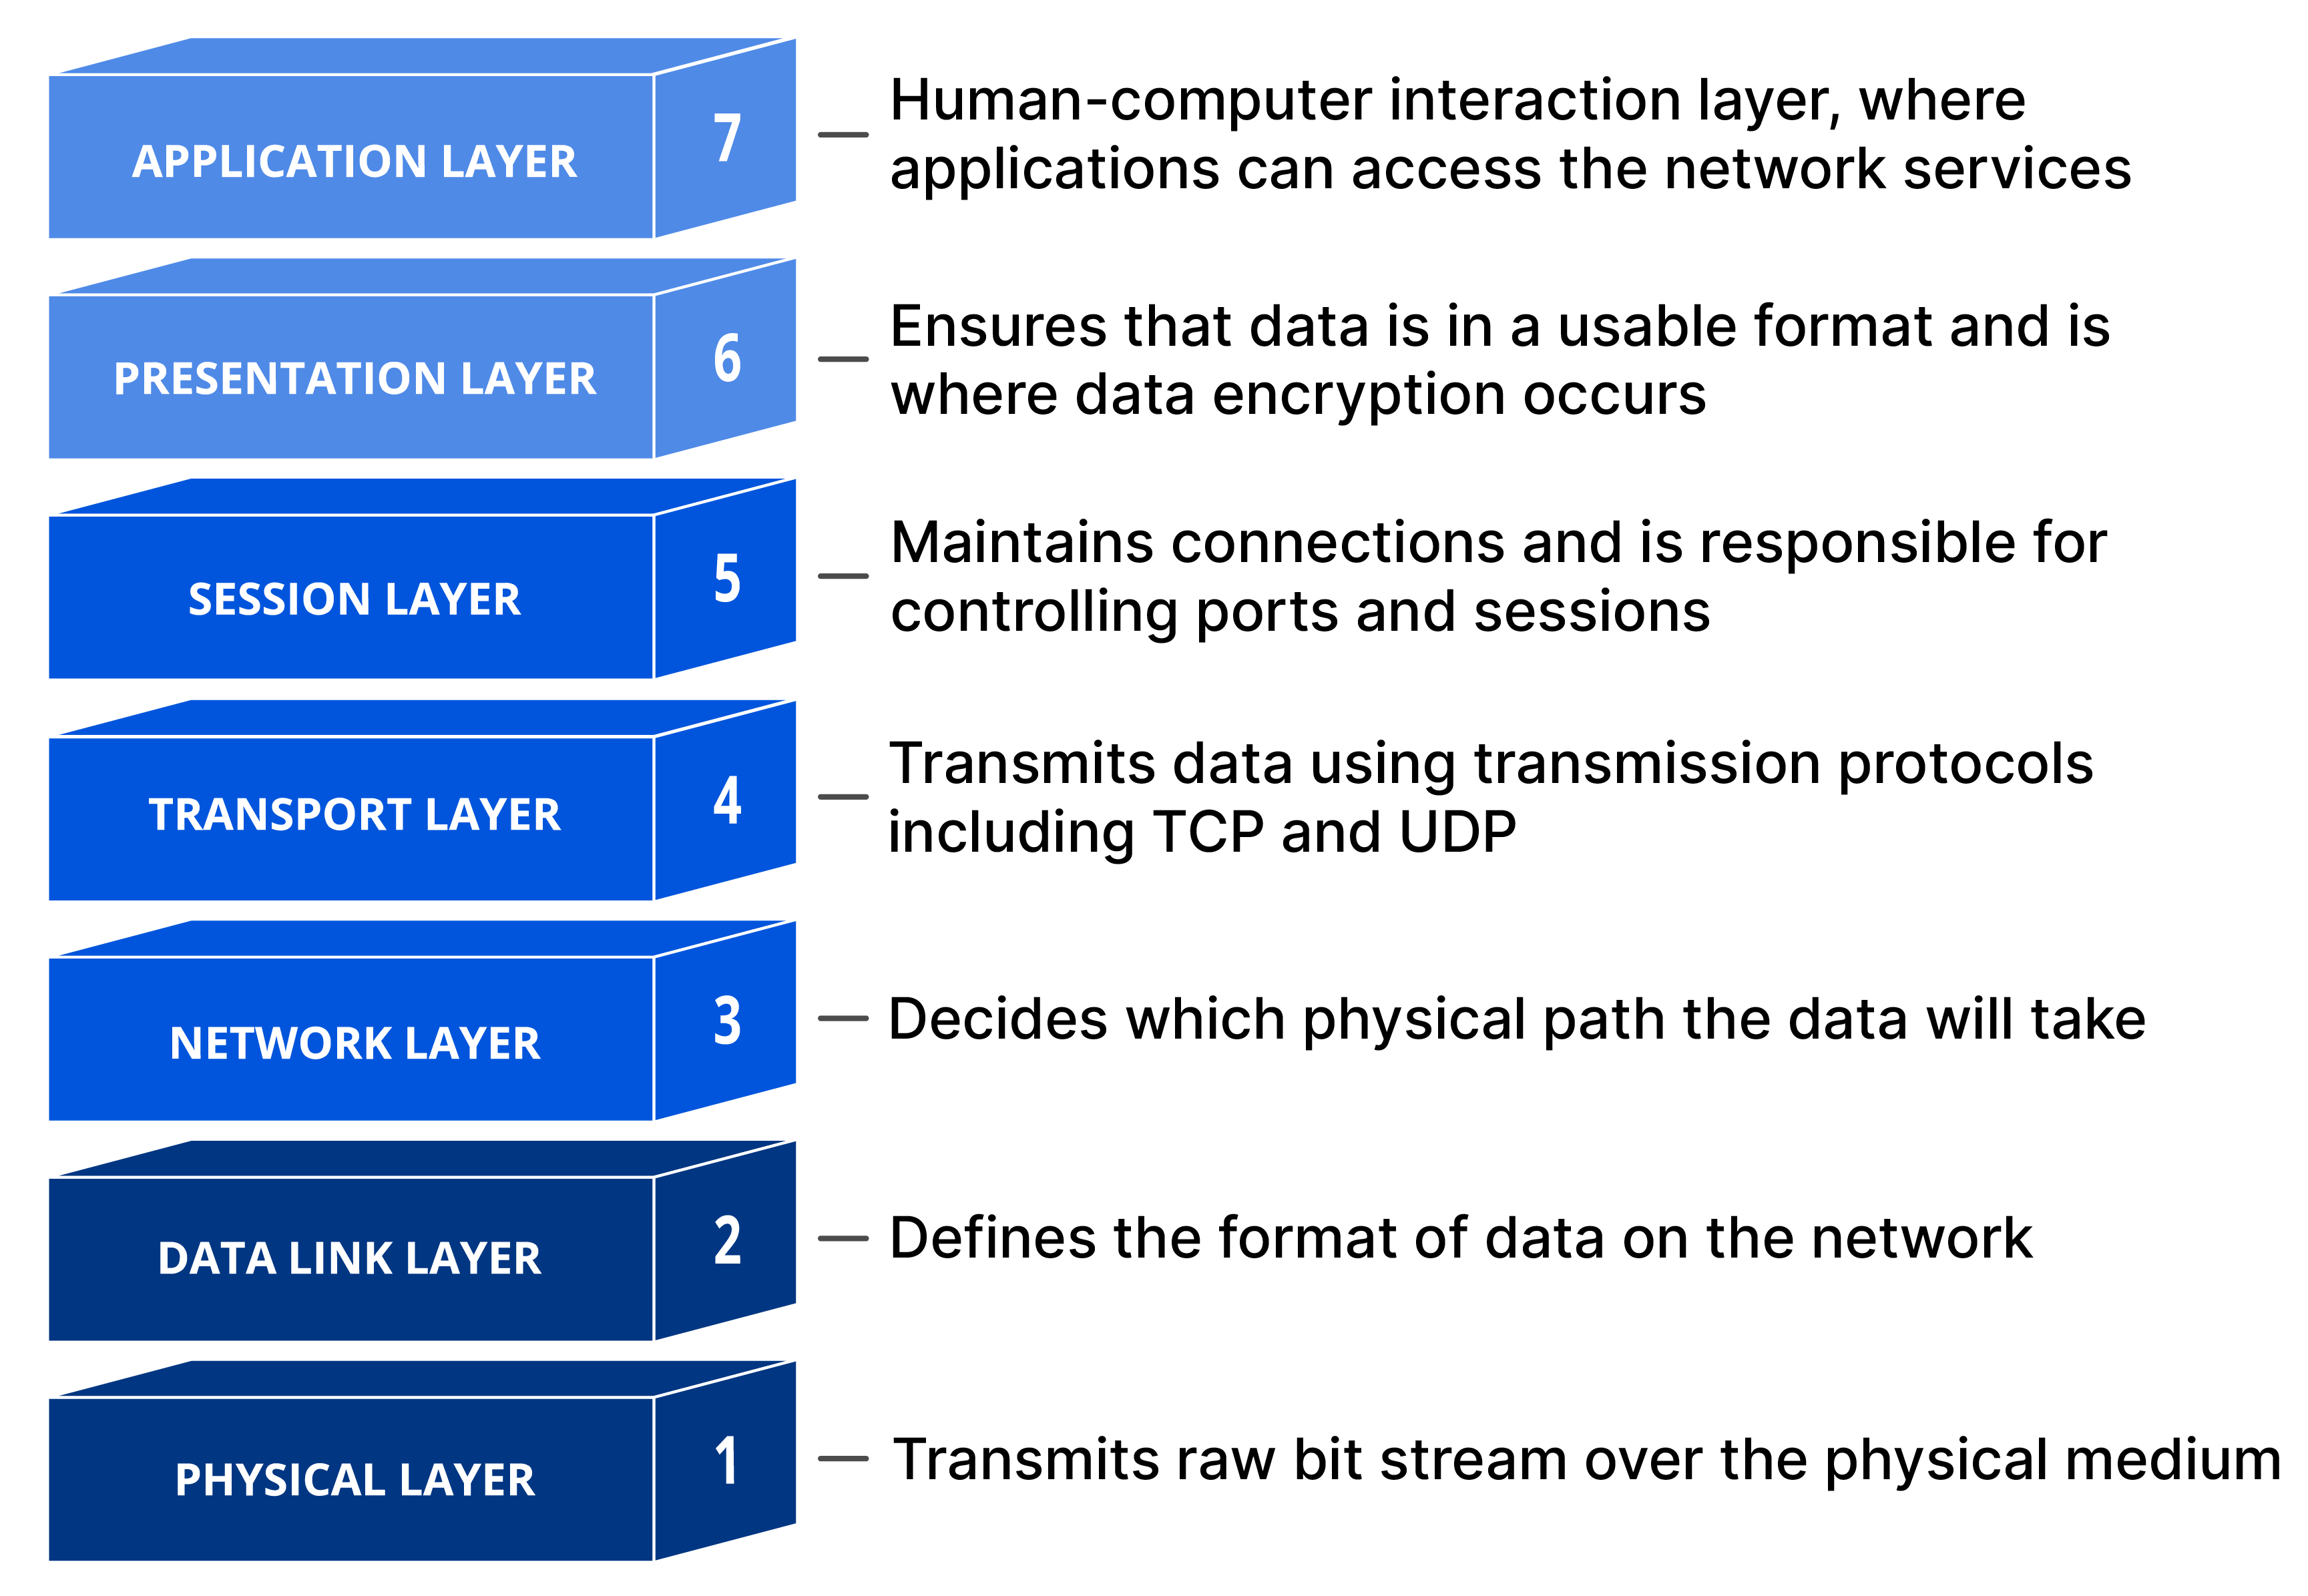 APPLICATION LAYER
7
Human-computer interaction layer, where
applications can access the network services
PRESENTATION LAYER
6
Ensures that data is in a usable format and is
where data encryption occurs
SESSION LAYER
5
Maintains connections and is responsible for
controlling ports and sessions
TRANSPORT LAYER
4
Transmits data using transmission protocols
including TCP and UDP
NETWORK LAYER
3
Decides which physical path the data will take
DATA LINK LAYER
2
Defines the format of data on the network
PHYSICAL LAYER
1
Transmits raw bit stream over the physical medium